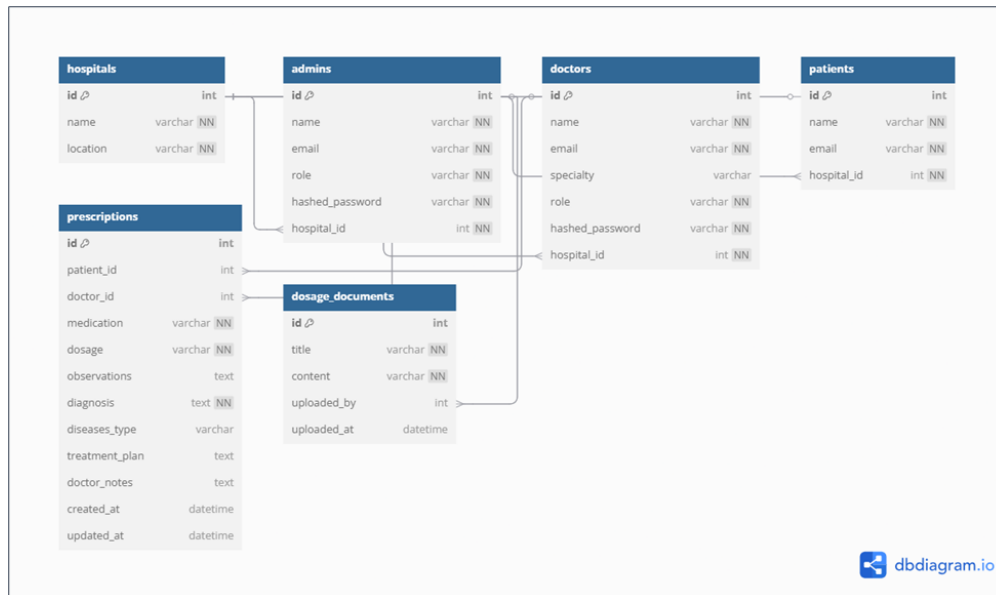 hospitals
id int
name varchar NN
location varchar NN
admins
id int
name varchar NN
email varchar NN
role varchar NN
hashed_password varchar NN
hospital_id int NN
doctors
id int
name varchar NN
email varchar NN
specialty varchar
role varchar NN
hashed_password varchar NN
hospital_id int NN
patients
id int
name varchar NN
email varchar NN
hospital_id int NN
prescriptions
id int
patient_id int
doctor_id int
medication varchar NN
dosage varchar NN
observations text
diagnosis text NN
diseases_type varchar
treatment_plan text
doctor_notes text
created_at datetime
updated_at datetime
dosage_documents
id int
title varchar NN
content varchar NN
uploaded_by int
uploaded_at datetime
dbdiagram.io